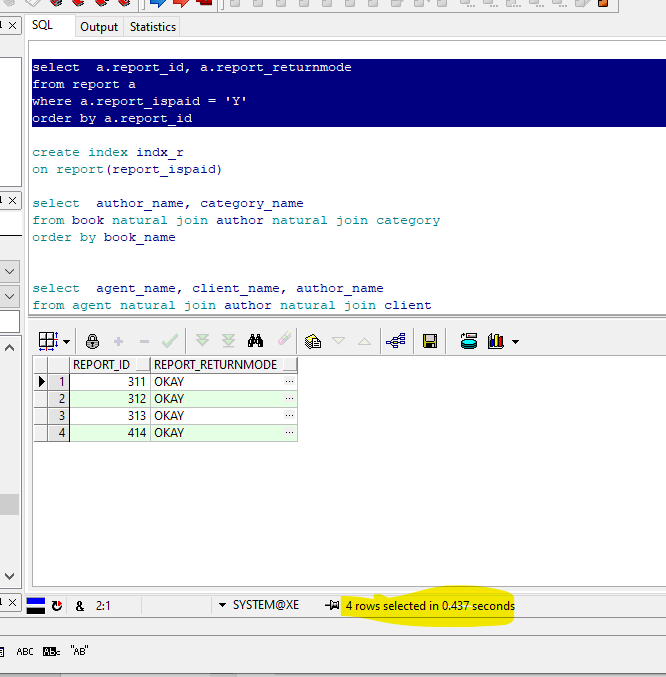 SQL Output Statistics
select a.report_id, a.report_returnmode
from report a
where a.report_ispaid = 'Y'
order by a.report_id
create index indx_r
on report(report_ispaid)
select author_name, category_name
from book natural join author natural join category
order by book_name
select agent_name, client_name, author_name
from agent natural join author natural join client
REPORT_ID REPORT_RETURNMODE
1 311 OKAY ...
2 312 OKAY ...
3 313 OKAY ...
4 414 OKAY ...
& 2:1 SYSTEM@XE 4 rows selected in 0.437 seconds
ABC ABc "AB"